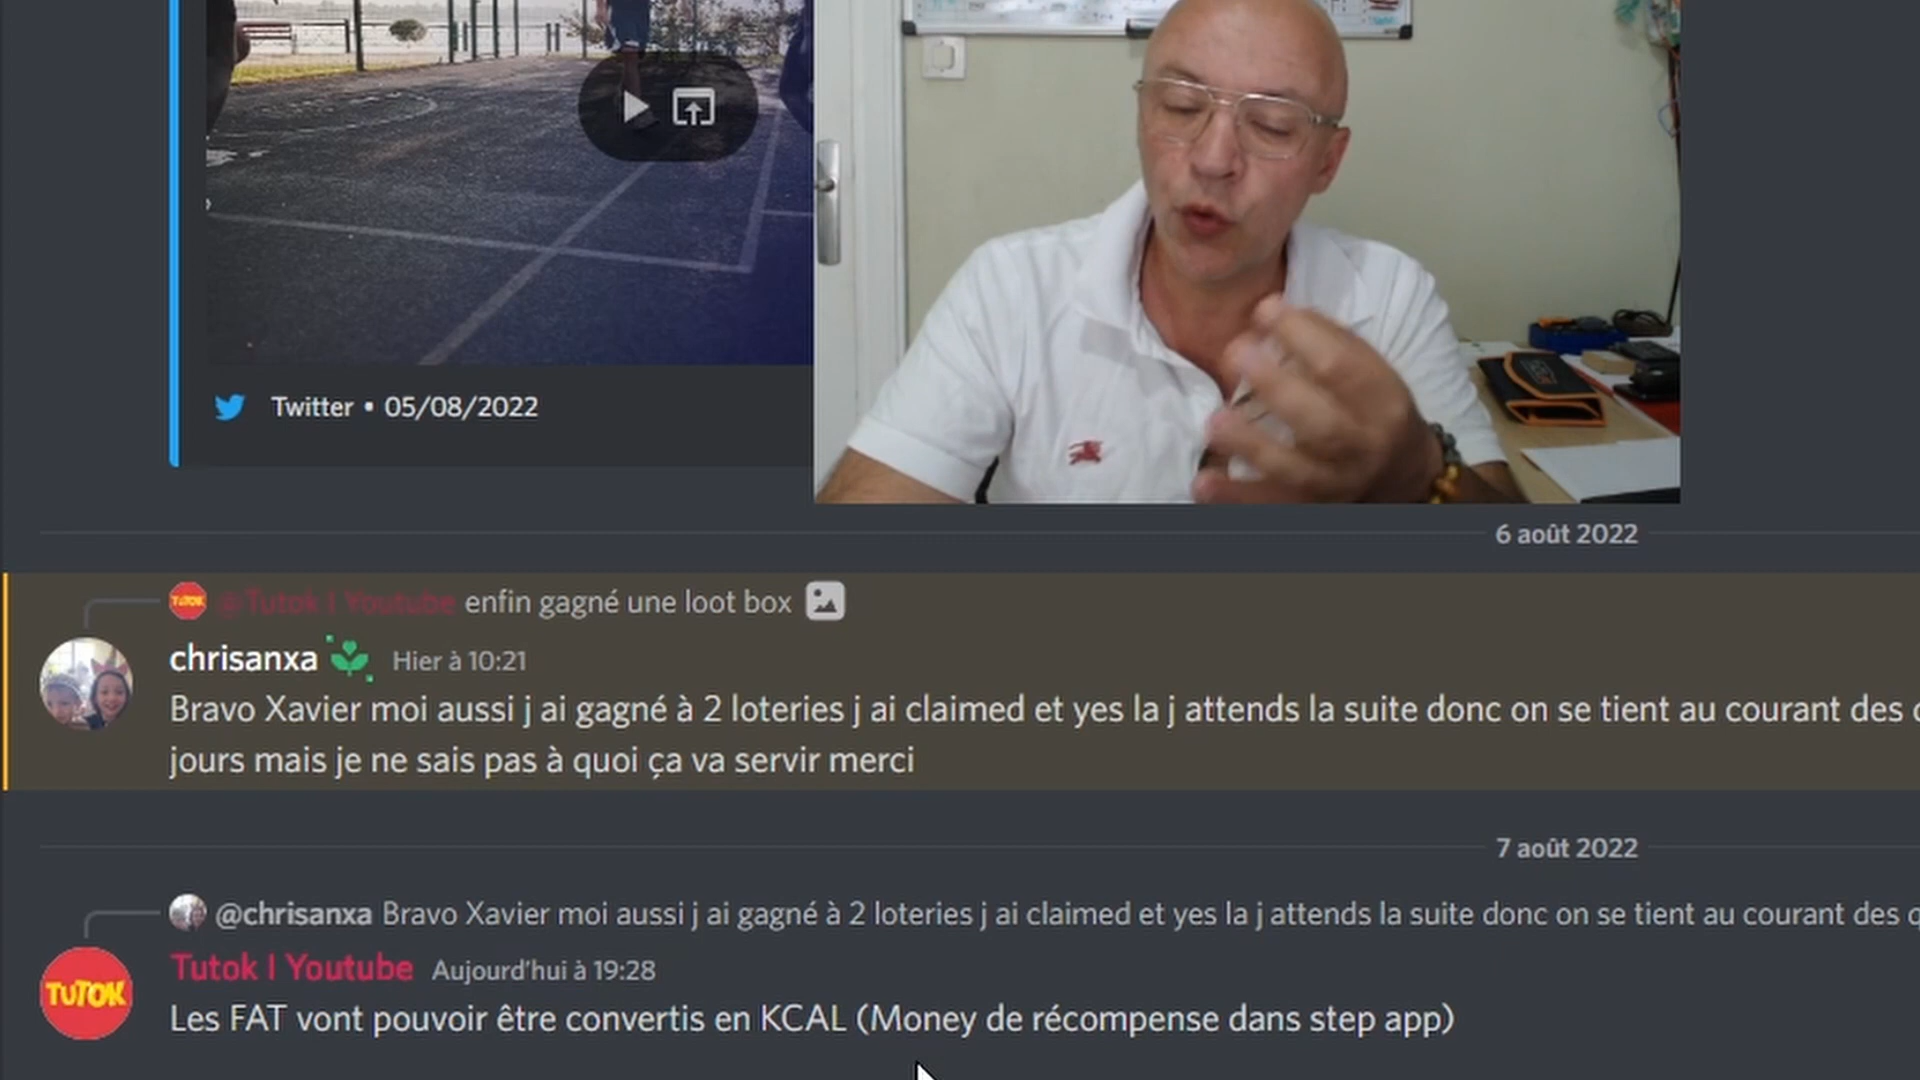 Twitter • 05/08/2022
6 août 2022
@Tutok | Youtube enfin gagné une loot box
chrisanxa Hier à 10:21
Bravo Xavier moi aussi j ai gagné à 2 loteries j ai claimed et yes la j attends la suite donc on se tient au courant des
jours mais je ne sais pas à quoi ça va servir merci
7 août 2022
@chrisanxa Bravo Xavier moi aussi j ai gagné à 2 loteries j ai claimed et yes la j attends la suite donc on se tient au courant des
Tutok | Youtube Aujourd'hui à 19:28
TUTOK
Les FAT vont pouvoir être convertis en KCAL (Money de récompense dans step app)